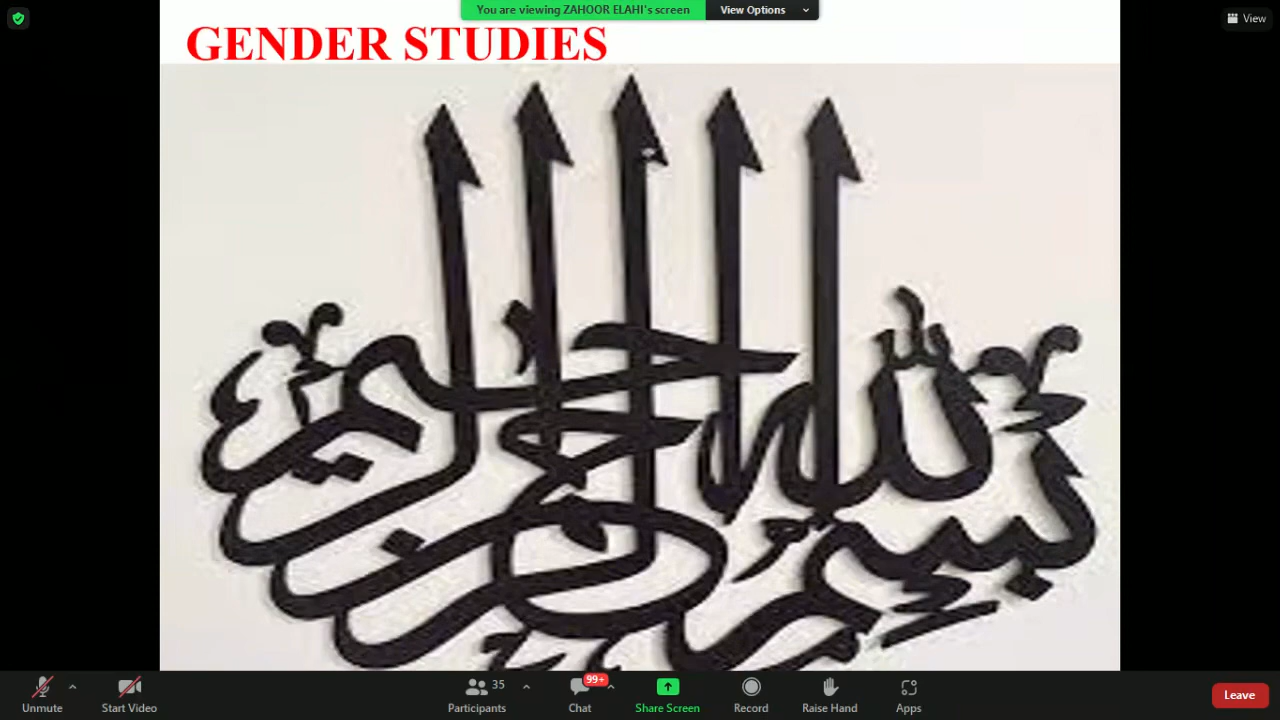 You are viewing ZAHOOR ELAHI's screen View Options
View
GENDER STUDIES
بسم الله الرحمن الرحيم
Unmute
Start Video
35
Participants
99+
Chat
Share Screen
Record
Raise Hand
Apps
Leave